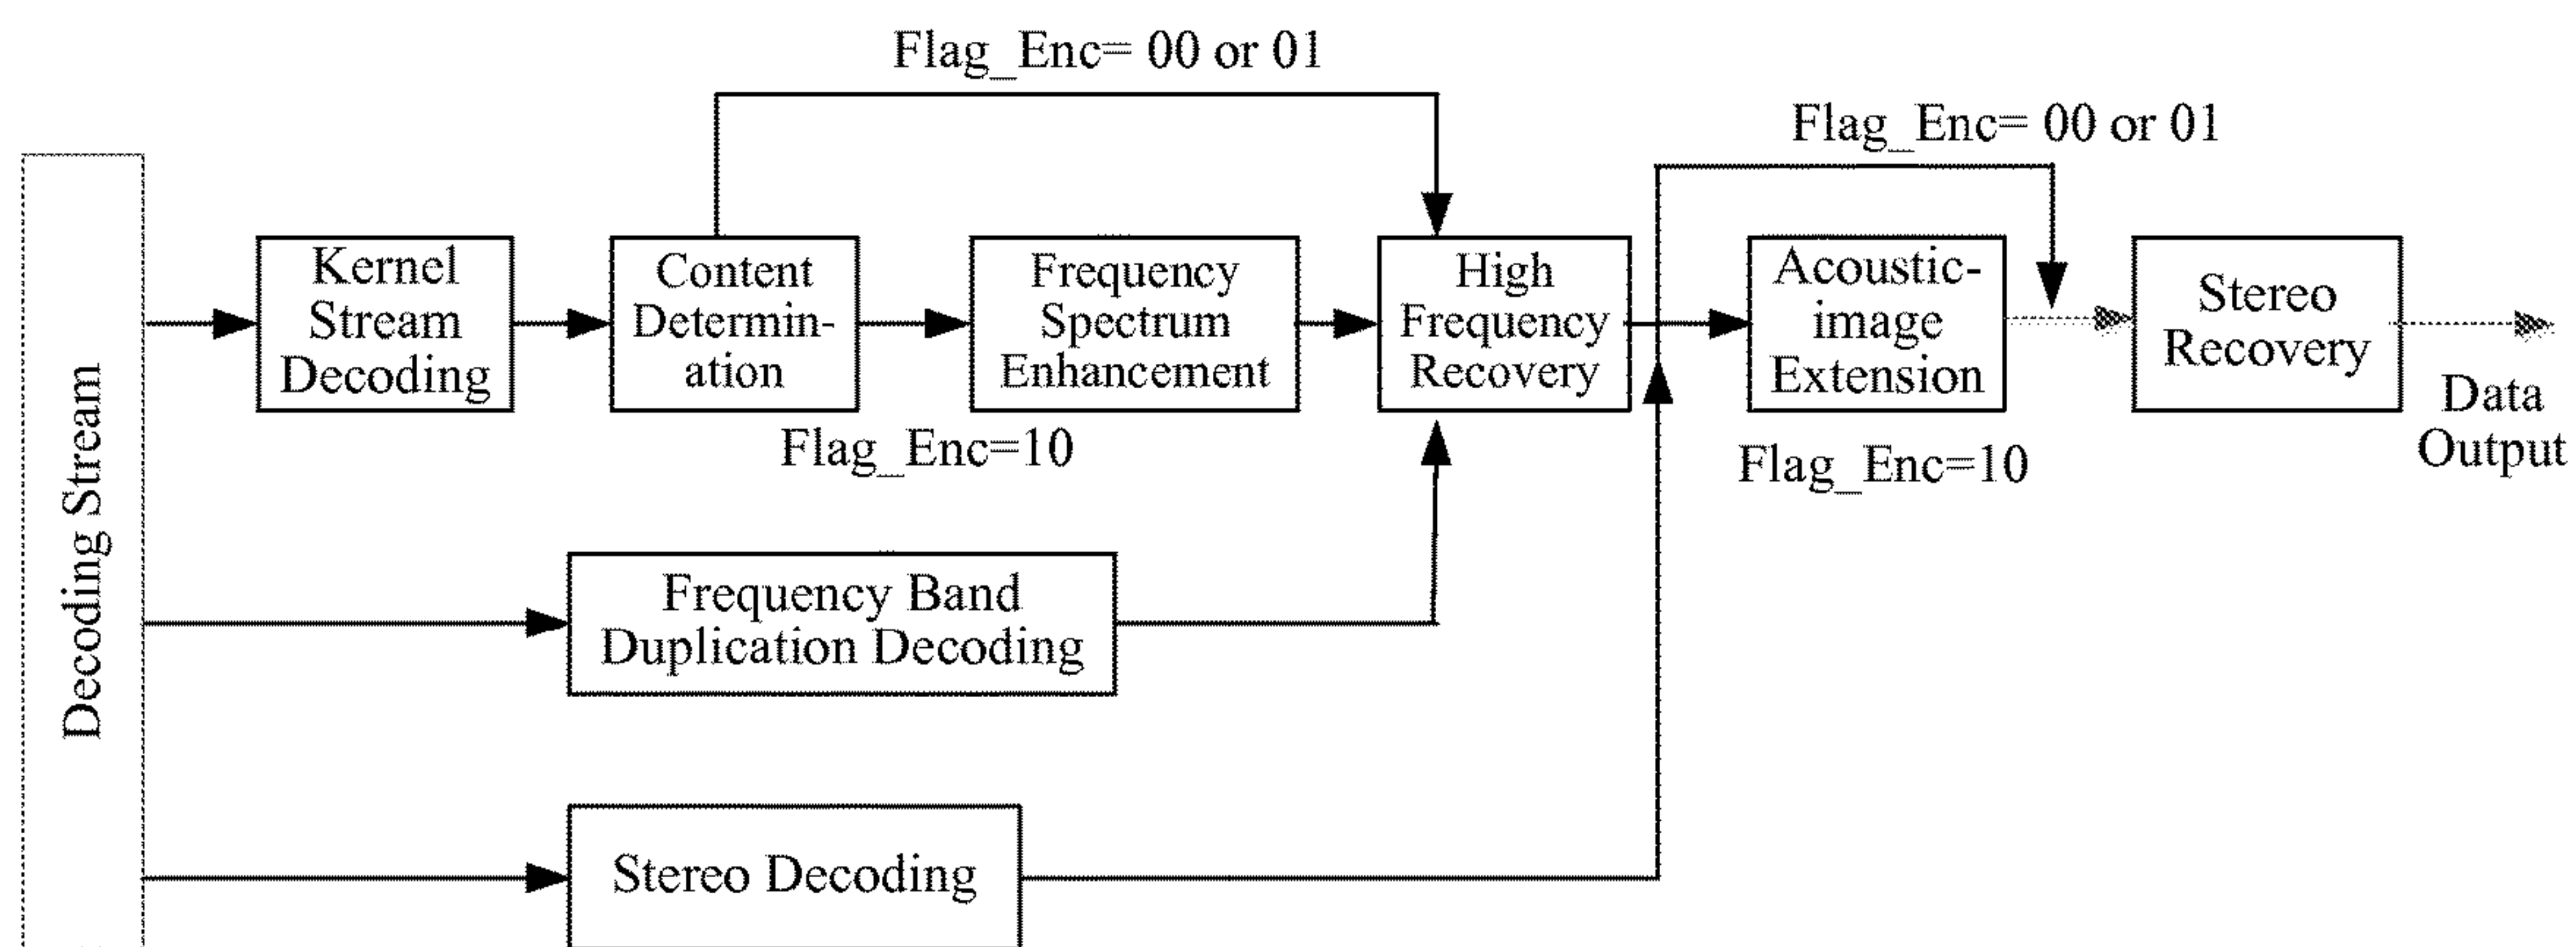 Flag_Enc= 00 or 01
Flag_Enc= 00 or 01
Decoding Stream
Kernel
Stream
Decoding
Content
Determin-
ation
Frequency
Spectrum
Enhancement
High
Frequency
Recovery
Acoustic-
image
Extension
Stereo
Recovery
Data
Output
Flag_Enc=10
Flag_Enc=10
Frequency Band
Duplication Decoding
Stereo Decoding